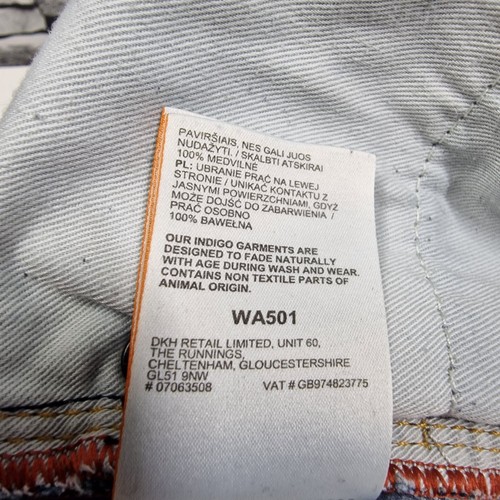 PAVIRŠIAIS, NES GALI JUOS
NUDAŽYTI. / SKALBTI ATSKIRAI
100% MEDVILNĖ
PL: UBRANIE PRAĆ NA LEWEJ
STRONIE / UNIKAĆ KONTAKTU Z
JASNYMI POWIERZCHNIAMI, GDYŻ
MOŻE DOJŚĆ DO ZABARWIENIA /
PRAĆ OSOBNO
100% BAWEŁNA
OUR INDIGO GARMENTS ARE
DESIGNED TO FADE NATURALLY
WITH AGE DURING WASH AND WEAR.
CONTAINS NON TEXTILE PARTS OF
ANIMAL ORIGIN.
WA501
DKH RETAIL LIMITED, UNIT 60,
THE RUNNINGS,
CHELTENHAM, GLOUCESTERSHIRE
GL51 9NW
# 07063508 VAT # GB974823775